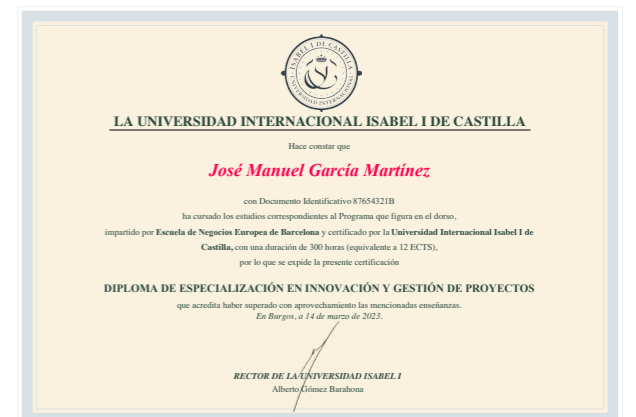 ISABEL I DE CASTILLA
UNIVERSIDAD INTERNACIONAL
LA UNIVERSIDAD INTERNACIONAL ISABEL I DE CASTILLA
Hace constar que
José Manuel García Martínez
con Documento Identificativo 87654321B
ha cursado los estudios correspondientes al Programa que figura en el dorso,
impartido por Escuela de Negocios Europea de Barcelona y certificado por la Universidad Internacional Isabel I de
Castilla, con una duración de 300 horas (equivalente a 12 ECTS),
por lo que se expide la presente certificación
DIPLOMA DE ESPECIALIZACIÓN EN INNOVACIÓN Y GESTIÓN DE PROYECTOS
que acredita haber superado con aprovechamiento las mencionadas enseñanzas.
En Burgos, a 14 de marzo de 2023.
RECTOR DE LA UNIVERSIDAD ISABEL I
Alberto Gómez Barahona